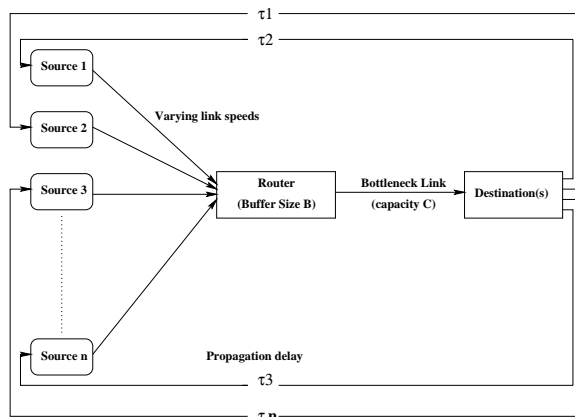 τ1
τ2
Source 1
Varying link speeds
Source 2
Source 3
Router
(Buffer Size B)
Bottleneck Link
(capacity C)
Destination(s)
Source n
Propagation delay
τ3
τn